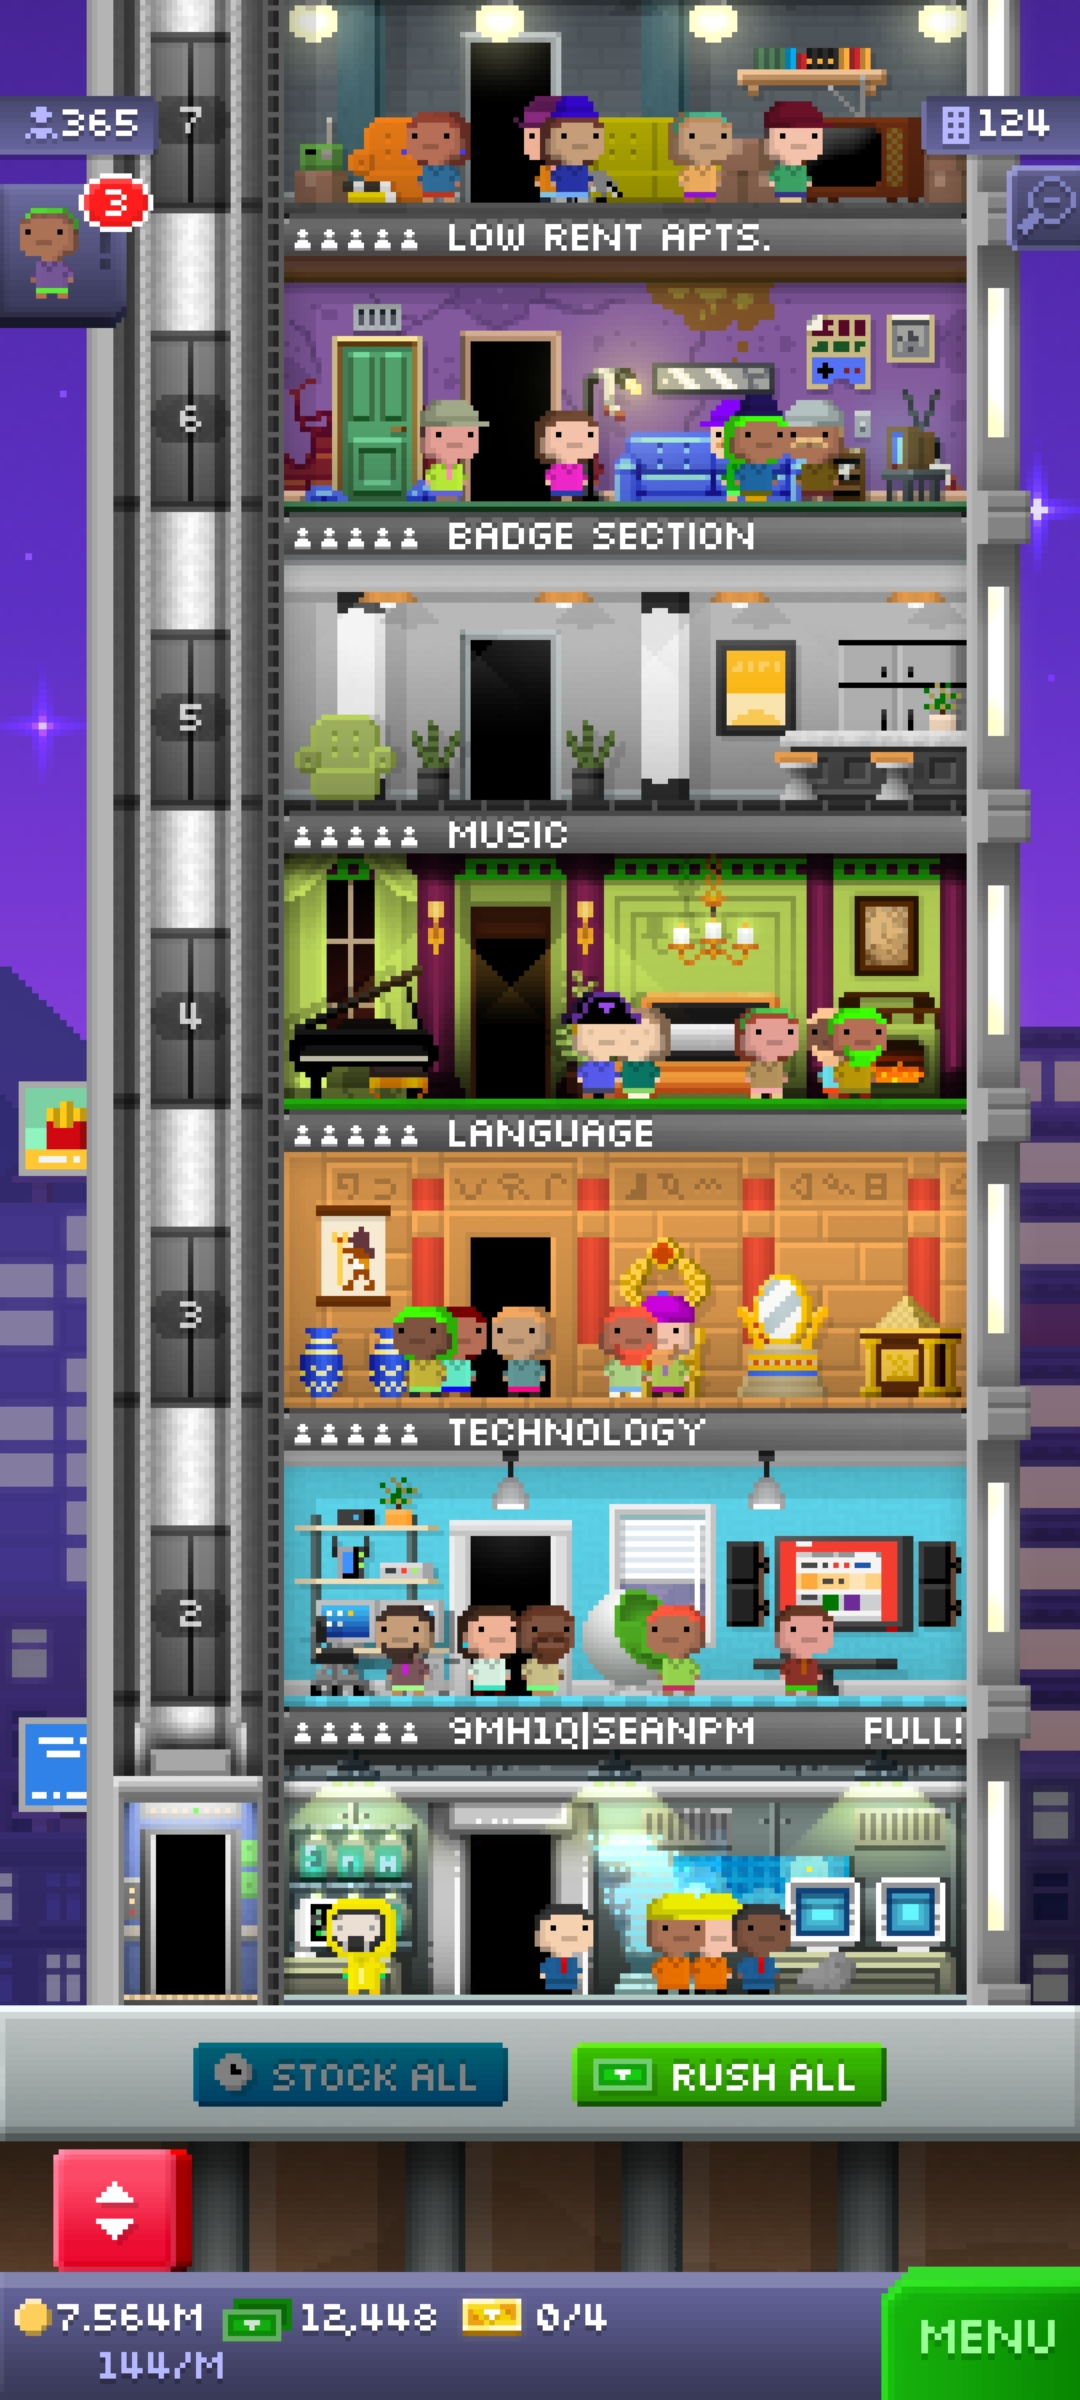 7
365
124
3
LOW RENT APTS.
6
BADGE SECTION
5
MUSIC
4
LANGUAGE
3
TECHNOLOGY
2
9MH1Q|SEANPM FULL!
STOCK ALL
RUSH ALL
7.564M 12,448 0/4
144/M
MENU